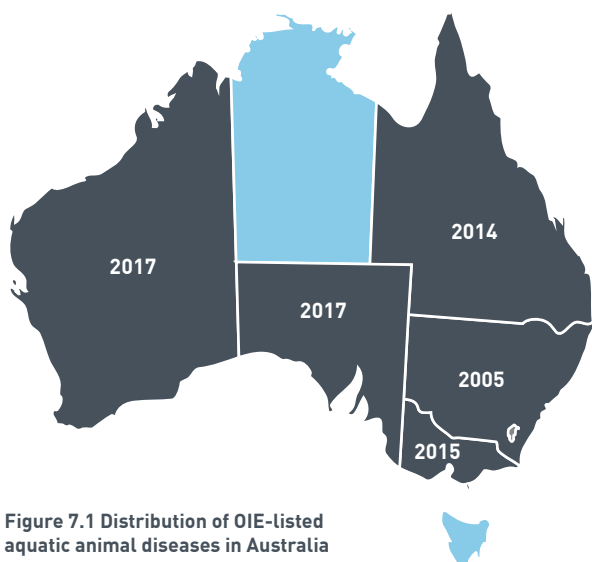 2014
2017
2017
2005
2015
Figure 7.1 Distribution of OIE-listed
aquatic animal diseases in Australia